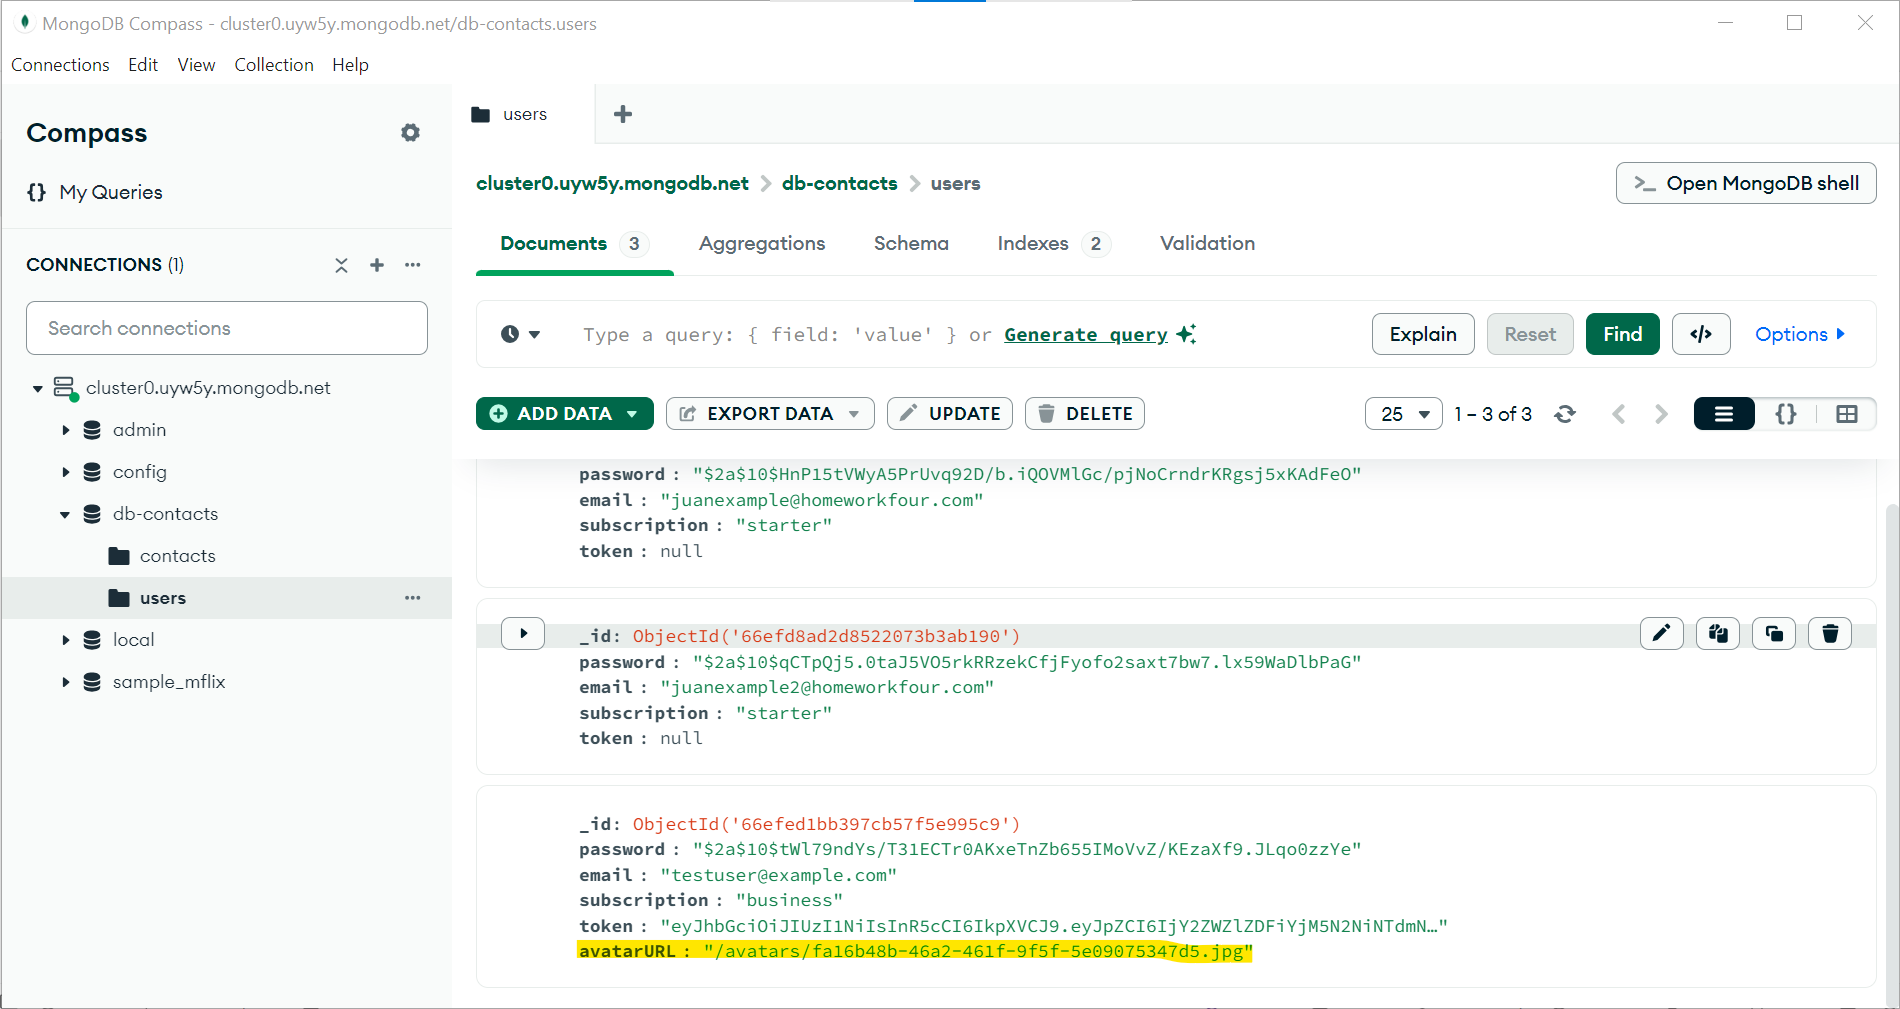 MongoDB Compass - cluster0.uyw5y.mongodb.net/db-contacts.users
Connections Edit View Collection Help
Compass
{} My Queries
CONNECTIONS (1)
Search connections
cluster0.uyw5y.mongodb.net
admin
config
db-contacts
contacts
users
local
sample_mflix
users
cluster0.uyw5y.mongodb.net > db-contacts > users
>_ Open MongoDB shell
Documents 3 Aggregations Schema Indexes 2 Validation
Type a query: { field: 'value' } or Generate query
Explain Reset Find </> Options
ADD DATA EXPORT DATA UPDATE DELETE
25 1 – 3 of 3 {}
password : "$2a$10$HnP15tVWyA5PrUvq92D/b.iQOVMlGc/pjNoCrndrKRgsj5xKAdFeO"
email : "juanexample@homeworkfour.com"
subscription : "starter"
token : null
_id: ObjectId('66efd8ad2d8522073b3ab190')
password : "$2a$10$qCTpQj5.0taJ5VO5rkRRzekCfjFyofo2saxt7bw7.lx59WaDlbPaG"
email : "juanexample2@homeworkfour.com"
subscription : "starter"
token : null
_id: ObjectId('66efed1bb397cb57f5e995c9')
password : "$2a$10$tWl79ndYs/T31ECTr0AKxeTnZb655IMoVvZ/KEzaXf9.JLqo0zzYe"
email : "testuser@example.com"
subscription : "business"
token : "eyJhbGciOiJIUzI1NiIsInR5cCI6IkpXVCJ9.eyJpZCI6IjY2ZWZlZDFiYjM5N2NiNTdmN…"
avatarURL : "/avatars/fa16b48b-46a2-461f-9f5f-5e09075347d5.jpg"